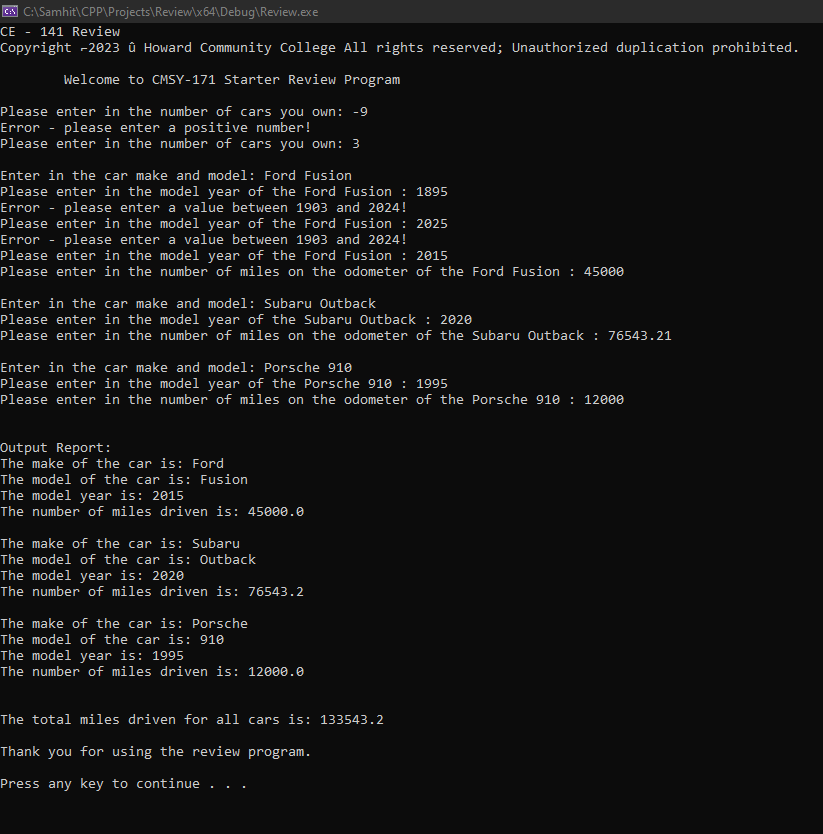 C:\Samhit\CPP\Projects\Review\x64\Debug\Review.exe
CE - 141 Review
Copyright ⌐2023 û Howard Community College All rights reserved; Unauthorized duplication prohibited.
Welcome to CMSY-171 Starter Review Program
Please enter in the number of cars you own: -9
Error - please enter a positive number!
Please enter in the number of cars you own: 3
Enter in the car make and model: Ford Fusion
Please enter in the model year of the Ford Fusion : 1895
Error - please enter a value between 1903 and 2024!
Please enter in the model year of the Ford Fusion : 2025
Error - please enter a value between 1903 and 2024!
Please enter in the model year of the Ford Fusion : 2015
Please enter in the number of miles on the odometer of the Ford Fusion : 45000
Enter in the car make and model: Subaru Outback
Please enter in the model year of the Subaru Outback : 2020
Please enter in the number of miles on the odometer of the Subaru Outback : 76543.21
Enter in the car make and model: Porsche 910
Please enter in the model year of the Porsche 910 : 1995
Please enter in the number of miles on the odometer of the Porsche 910 : 12000
Output Report:
The make of the car is: Ford
The model of the car is: Fusion
The model year is: 2015
The number of miles driven is: 45000.0
The make of the car is: Subaru
The model of the car is: Outback
The model year is: 2020
The number of miles driven is: 76543.2
The make of the car is: Porsche
The model of the car is: 910
The model year is: 1995
The number of miles driven is: 12000.0
The total miles driven for all cars is: 133543.2
Thank you for using the review program.
Press any key to continue . . .